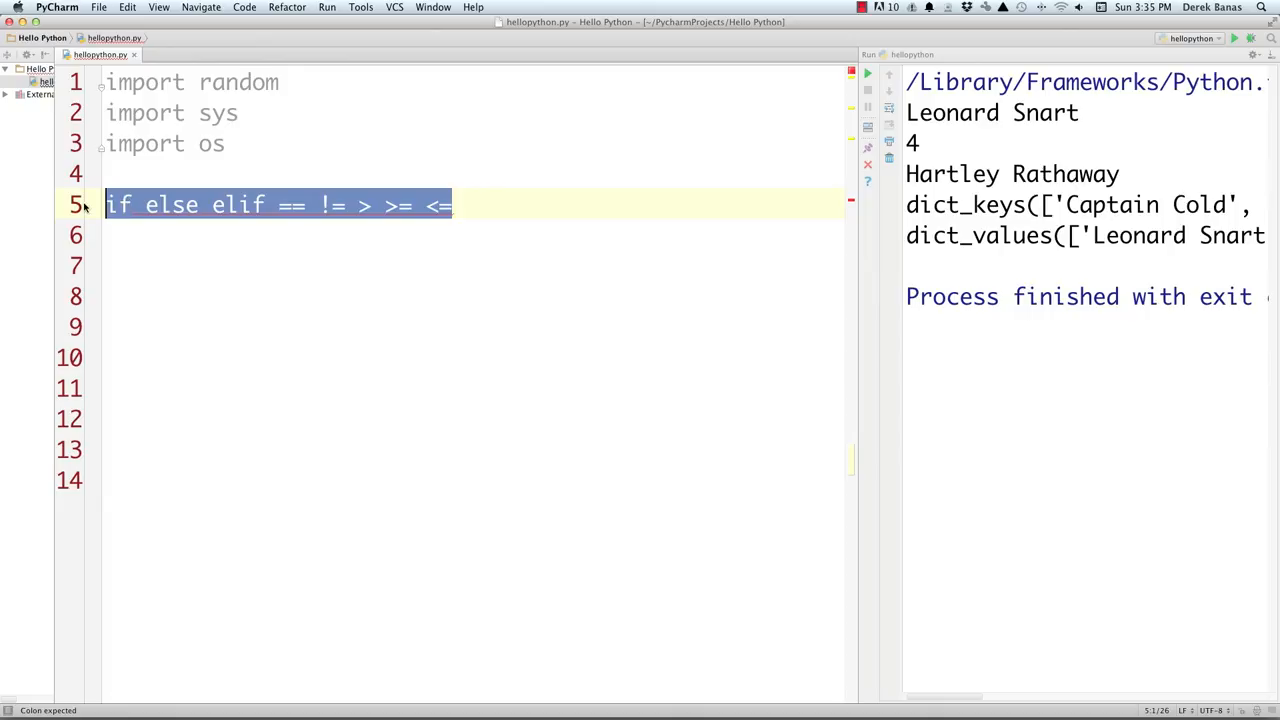 PyCharm File Edit View Navigate Code Refactor Run Tools VCS Window Help 10 Sun 3:35 PM Derek Banas
hellopython.py - Hello Python - [~/PycharmProjects/Hello Python]
Hello Python hellopython.py hellopython
hellopython.py Run hellopython
Hello P
hell
Externa
1 import random
2 import sys
3 import os
4
5 if else elif == != > >= <=
6
7
8
9
10
11
12
13
14
/Library/Frameworks/Python.
Leonard Snart
4
Hartley Rathaway
dict_keys(['Captain Cold',
dict_values(['Leonard Snart
Process finished with exit
Colon expected 5:1/26 LF UTF-8